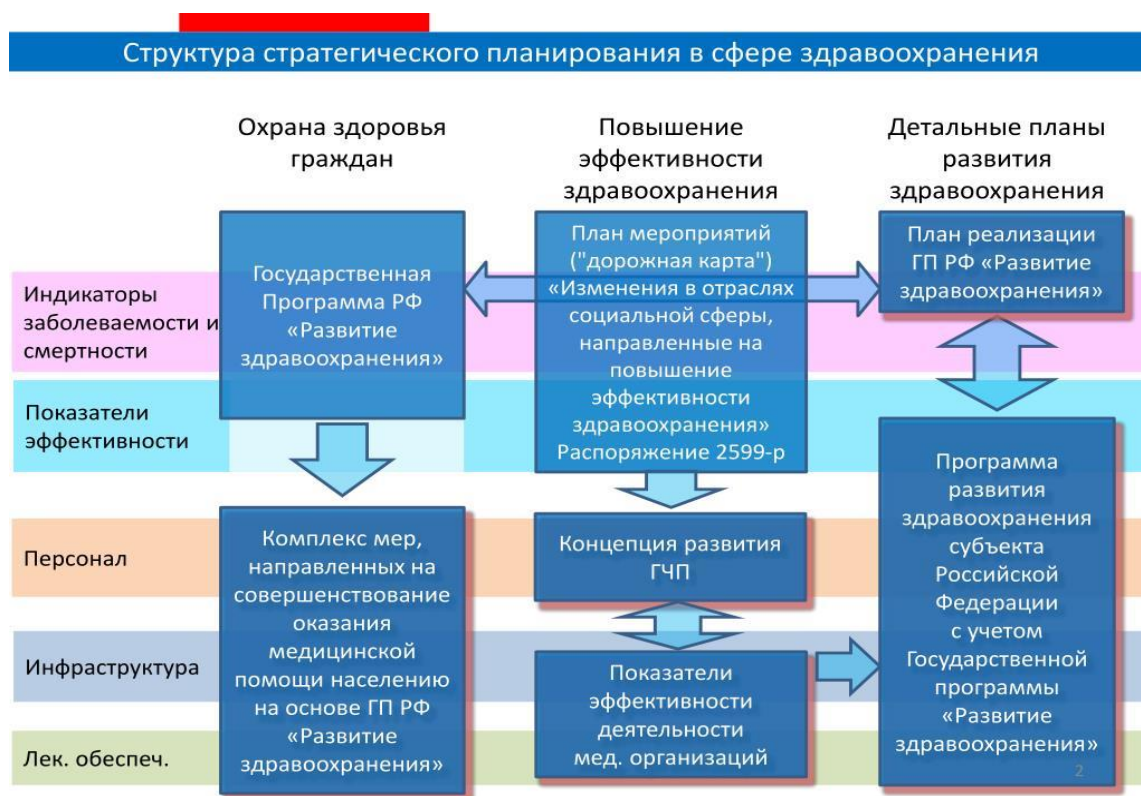 Структура стратегического планирования в сфере здравоохранения
Охрана здоровья
граждан
Повышение
эффективности
здравоохранения
Детальные планы
развития
здравоохранения
Индикаторы
заболеваемости и
смертности
Показатели
эффективности
Персонал
Инфраструктура
Лек. обеспеч.
Государственная
Программа РФ
«Развитие
здравоохранения»
Комплекс мер,
направленных на
совершенствование
оказания
медицинской
помощи населению
на основе ГП РФ
«Развитие
здравоохранения»
План мероприятий
("дорожная карта")
«Изменения в отраслях
социальной сферы,
направленные на
повышение
эффективности
здравоохранения»
Распоряжение 2599-р
Концепция развития
ГЧП
Показатели
эффективности
деятельности
мед. организаций
План реализации
ГП РФ «Развитие
здравоохранения»
Программа
развития
здравоохранения
субъекта
Российской
Федерации
с учетом
Государственной
программы
«Развитие
здравоохранения»
2